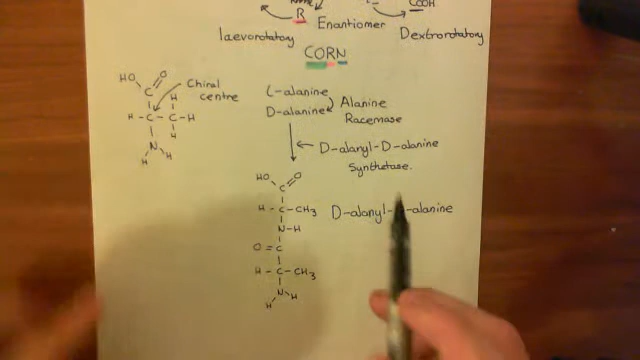 R
Enantiomer
COOH
laevorotatory
Dextrorotatory
CORN
HO O
C
H
H-C-C-H
H
N
H H
Chiral
centre
L-alanine
D-alanine
Alanine
Racemase
D-alanyl-D-alanine
Synthetase.
HO O
C
H-C-CH3
N-H
O=C
H-C-CH3
N
H H
D-alanyl- -alanine